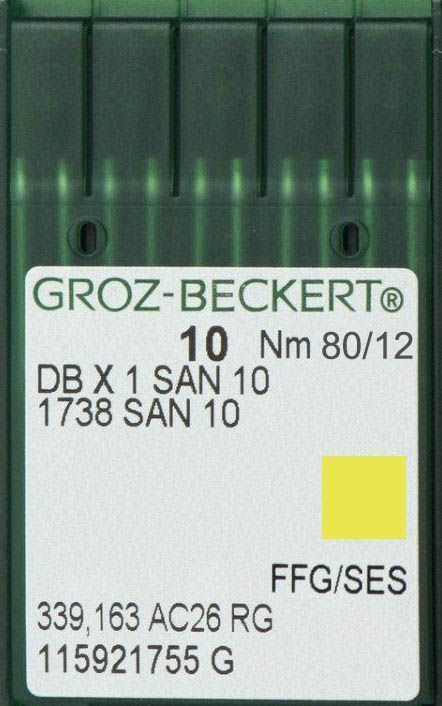 GROZ-BECKERT®
10 Nm 80/12
DB X 1 SAN 10
1738 SAN 10
FFG/SES
339,163 AC26 RG
115921755 G